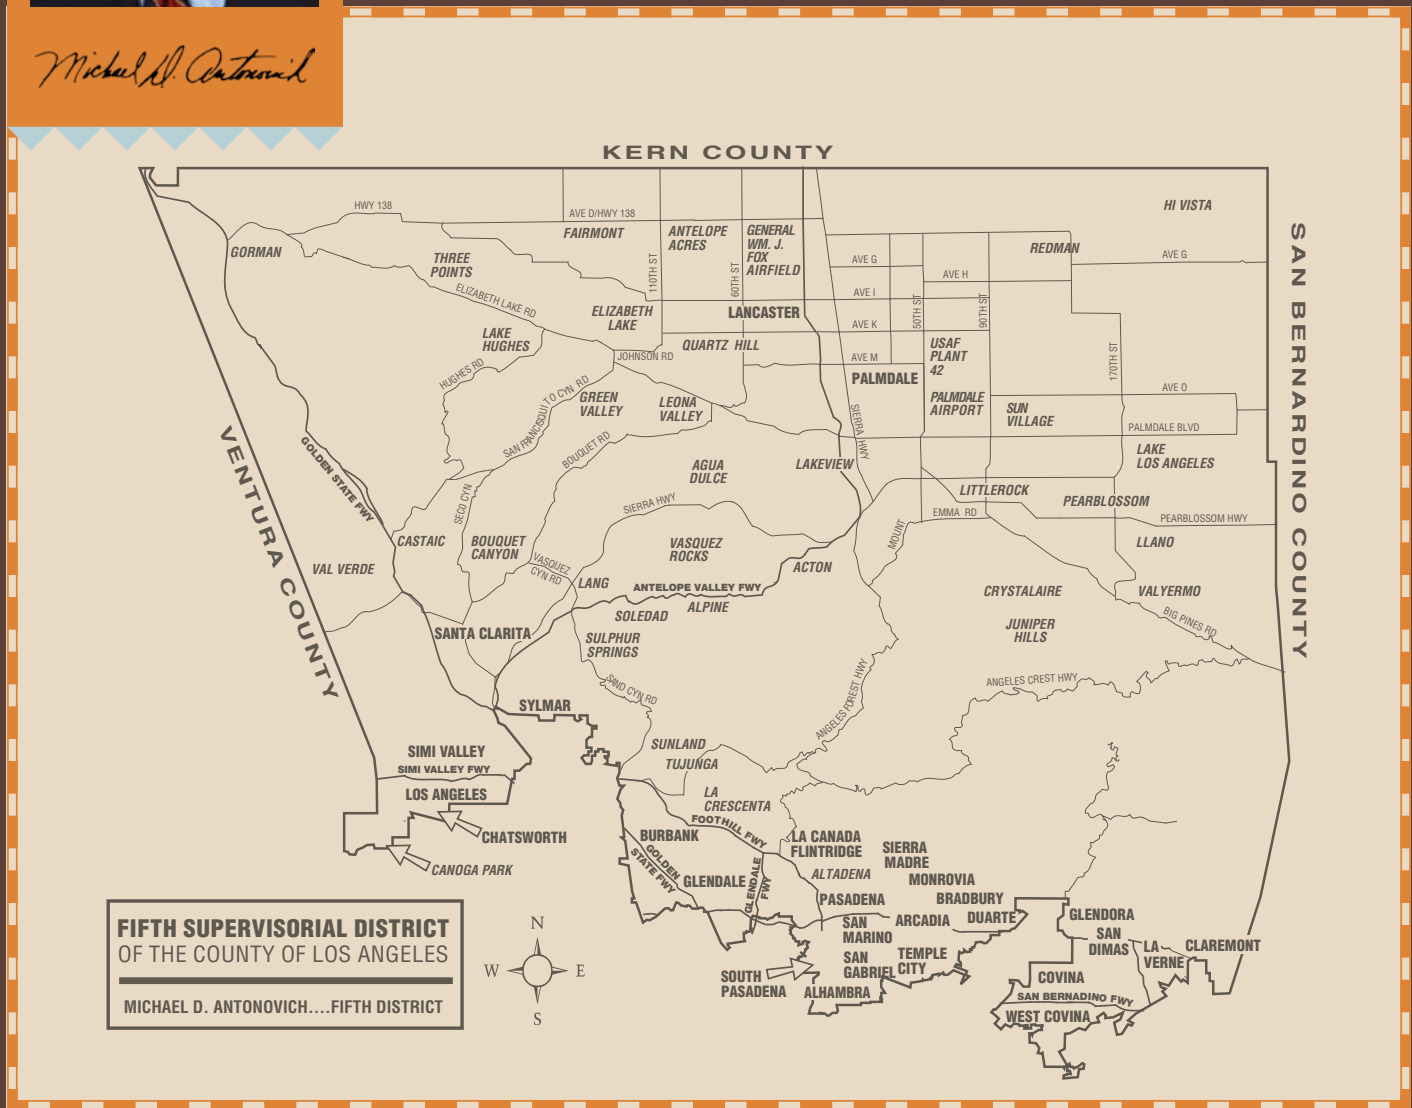 Michael D. Antonovich
KERN COUNTY
HI VISTA
HWY 138
AVE D/HWY 138
FAIRMONT
ANTELOPE
ACRES
GENERAL
WM. J.
FOX
AIRFIELD
REDMAN
GORMAN
THREE
POINTS
110TH ST
60TH ST
AVE G
AVE G
AVE H
AVE I
ELIZABETH LAKE RD
ELIZABETH
LAKE
LANCASTER
50TH ST
90TH ST
AVE K
LAKE
HUGHES
QUARTZ HILL
USAF
PLANT
42
JOHNSON RD
AVE M
170TH ST
HUGHES RD
PALMDALE
AVE O
SAN FRANCISQUITO CYN RD
GREEN
VALLEY
LEONA
VALLEY
PALMDALE
AIRPORT
SUN
VILLAGE
SIERRA HWY
PALMDALE BLVD
SAN BERNARDINO COUNTY
VENTURA COUNTY
GOLDEN STATE FWY
BOUQUET RD
AGUA
DULCE
LAKEVIEW
LAKE
LOS ANGELES
SECO CYN
SIERRA HWY
LITTLEROCK
PEARBLOSSOM
EMMA RD
PEARBLOSSOM HWY
MOUNT
CASTAIC
BOUQUET
CANYON
VASQUEZ
ROCKS
LLANO
VASQUEZ
CYN RD
VAL VERDE
LANG
ACTON
ANTELOPE VALLEY FWY
CRYSTALAIRE
VALYERMO
ALPINE
SOLEDAD
BIG PINES RD
SANTA CLARITA
SULPHUR
SPRINGS
JUNIPER
HILLS
SAND CYN RD
ANGELES FOREST HWY
ANGELES CREST HWY
SYLMAR
SIMI VALLEY
SUNLAND
TUJUNGA
SIMI VALLEY FWY
LOS ANGELES
LA
CRESCENTA
FOOTHILL FWY
CHATSWORTH
BURBANK
LA CANADA
FLINTRIDGE
SIERRA
MADRE
CANOGA PARK
GOLDEN
STATE FWY
GLENDALE
GLENDALE
FWY
ALTADENA
MONROVIA
PASADENA
BRADBURY
SAN
MARINO
ARCADIA
DUARTE
GLENDORA
SAN
DIMAS
LA
VERNE
CLAREMONT
SAN
GABRIEL
TEMPLE
CITY
SOUTH
PASADENA
ALHAMBRA
COVINA
SAN BERNADINO FWY
WEST COVINA
FIFTH SUPERVISORIAL DISTRICT
OF THE COUNTY OF LOS ANGELES
MICHAEL D. ANTONOVICH....FIFTH DISTRICT
N
W E
S